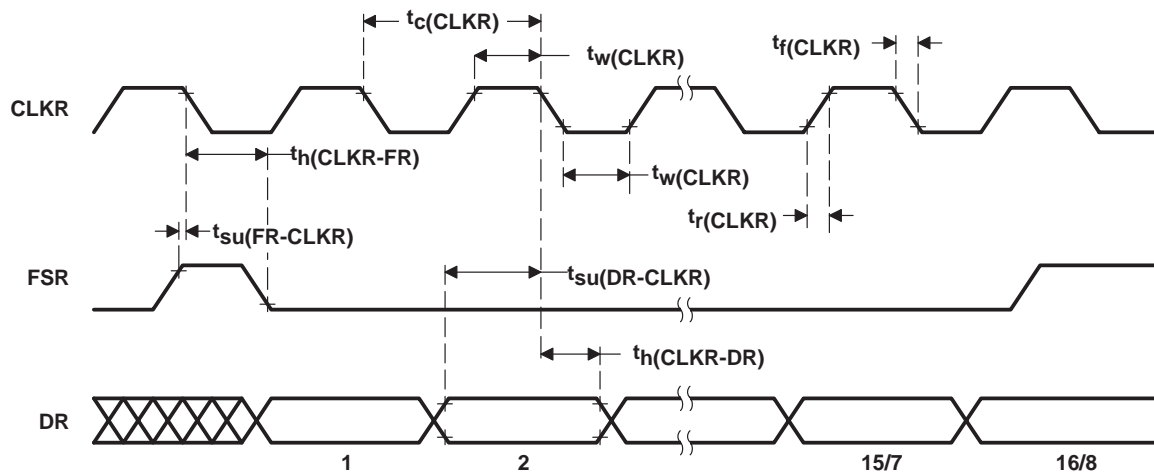 tc(CLKR)
tw(CLKR)
tf(CLKR)
CLKR
th(CLKR-FR)
tw(CLKR)
tr(CLKR)
tsu(FR-CLKR)
FSR
tsu(DR-CLKR)
th(CLKR-DR)
DR
1 2 15/7 16/8